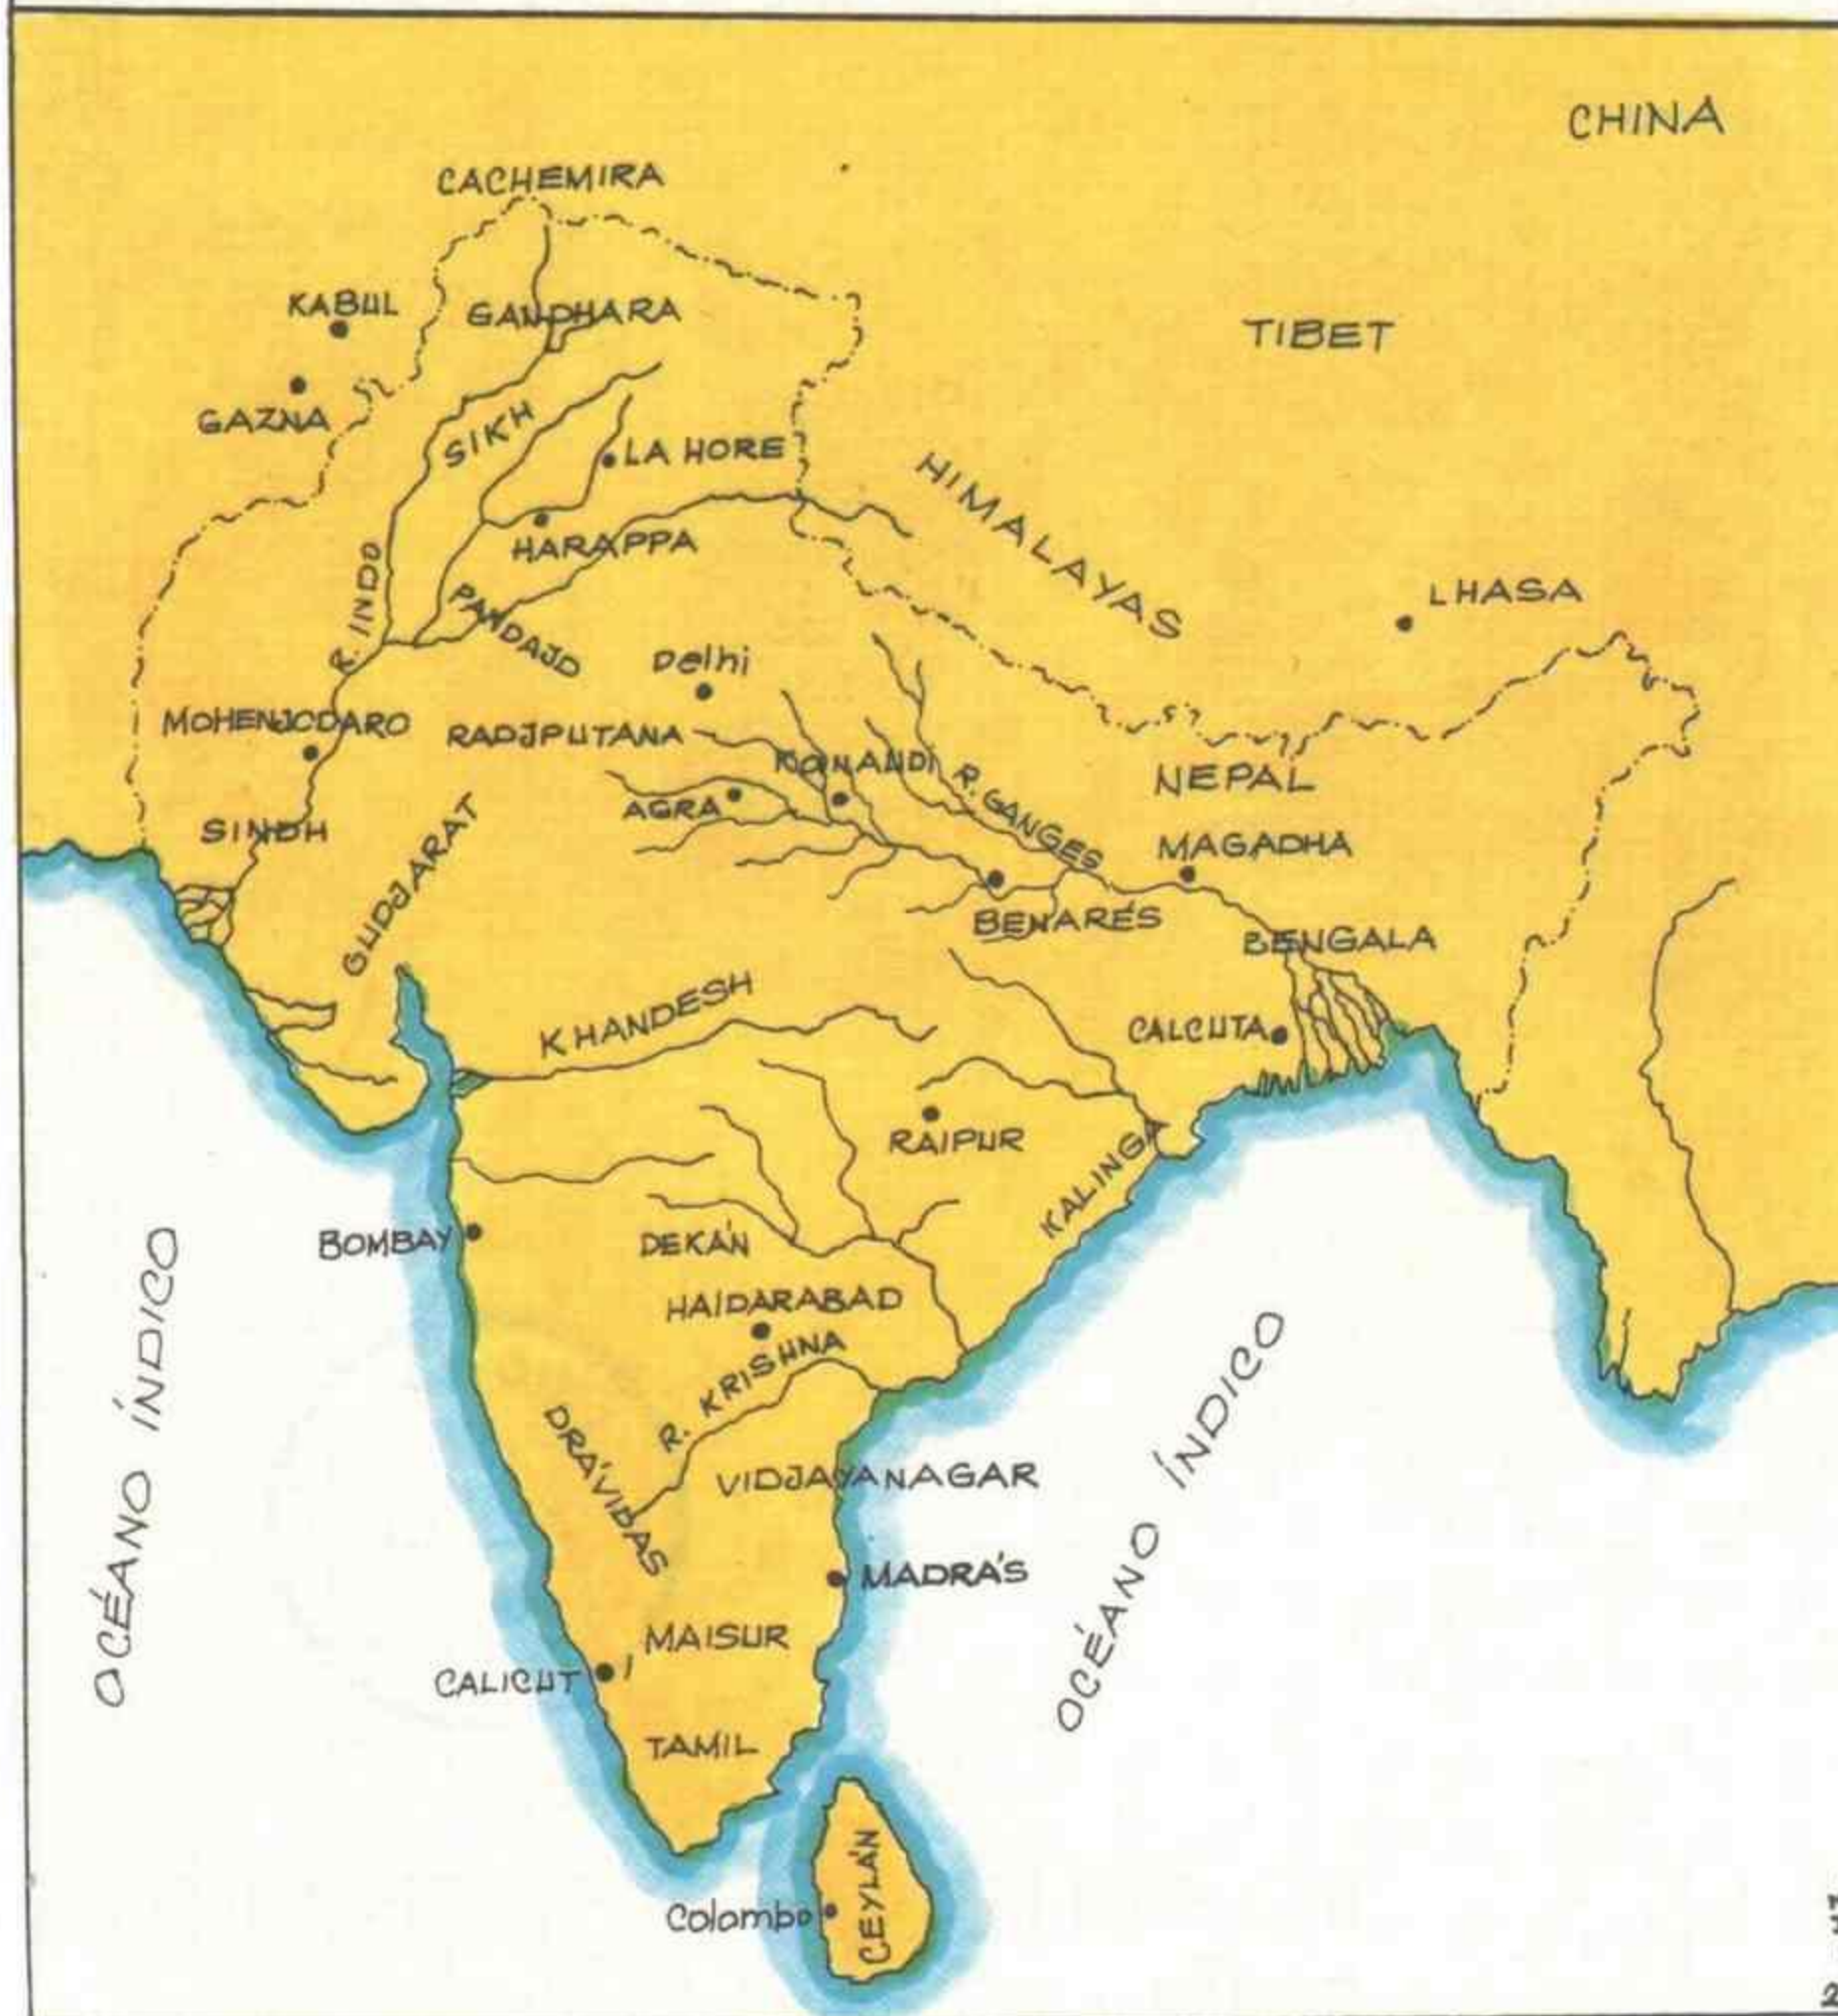 CHINA
CACHEMIRA
KABUL
GANDHARA
TIBET
GAZNA
SIKH
LA HORE
HIMALAYAS
HARAPPA
R. INDO
PANDAJD
LHASA
Delhi
MOHENJODARO
RADJPUTANA
NEPAL
AGRA
R. GANGES
SINDH
MAGADHA
GUDJARAT
BENARÉS
BENGALA
KHANDESH
CALCUTA
RAIPUR
KALINGA
BOMBAY
DEKÁN
HAIDARABAD
R. KRISHNA
OCÉANO ÍNDICO
OCÉANO ÍNDICO
DRÁVIDAS
VIDJAYANAGAR
MADRÁS
MAISUR
CALICUT
TAMIL
CEYLÁN
Colombo